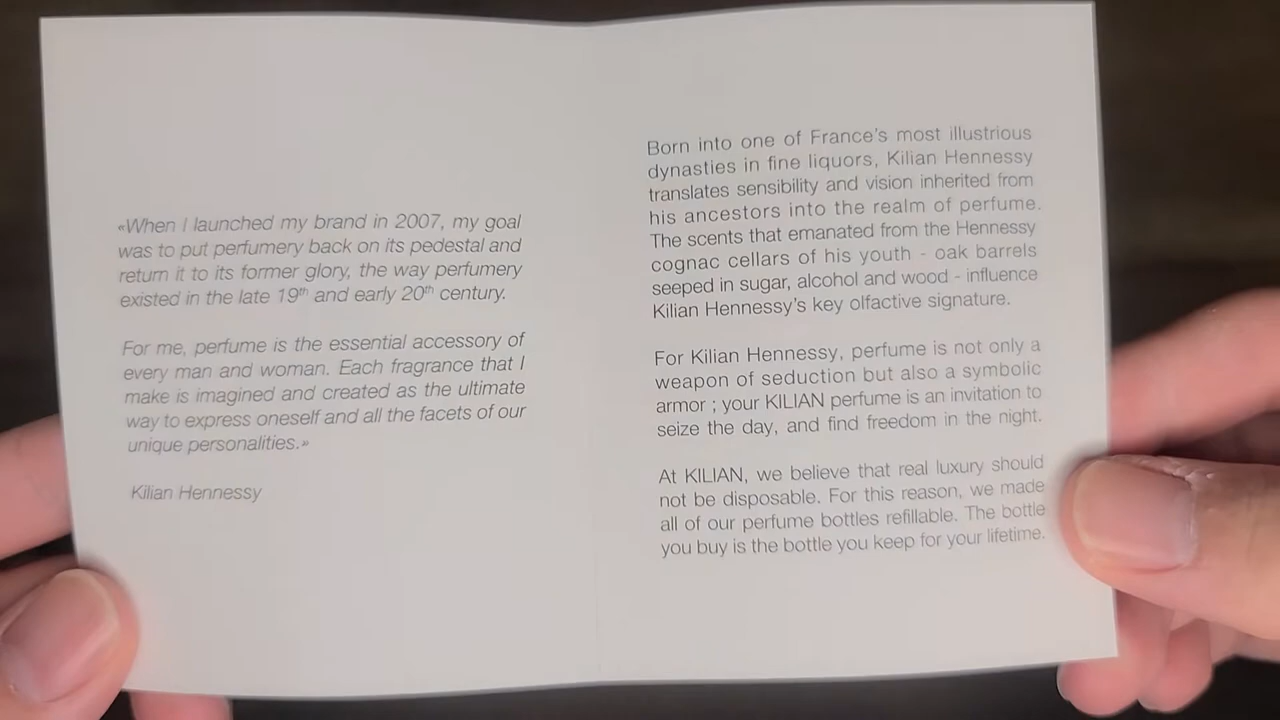 «When I launched my brand in 2007, my goal
was to put perfumery back on its pedestal and
return it to its former glory, the way perfumery
existed in the late 19th and early 20th century.
For me, perfume is the essential accessory of
every man and woman. Each fragrance that I
make is imagined and created as the ultimate
way to express oneself and all the facets of our
unique personalities.»
Kilian Hennessy
Born into one of France's most illustrious
dynasties in fine liquors, Kilian Hennessy
translates sensibility and vision inherited from
his ancestors into the realm of perfume.
The scents that emanated from the Hennessy
cognac cellars of his youth - oak barrels
seeped in sugar, alcohol and wood - influence
Kilian Hennessy's key olfactive signature.
For Kilian Hennessy, perfume is not only a
weapon of seduction but also a symbolic
armor ; your KILIAN perfume is an invitation to
seize the day, and find freedom in the night.
At KILIAN, we believe that real luxury should
not be disposable. For this reason, we made
all of our perfume bottles refillable. The bottle
you buy is the bottle you keep for your lifetime.